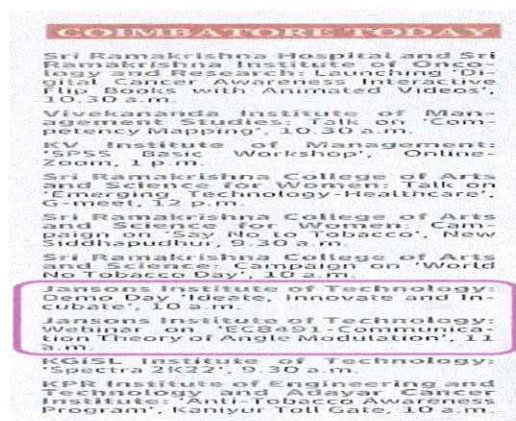 COIMBATORE TODAY
Sri Ramakrishna Hospital and Sri
Ramakrishna Institute of Onco-
logy and Research: Launching 'Di-
gital Cancer Awareness Interactive
Flip Books with Animated Videos',
10.30 a.m.
Vivekananda Institute of Man-
agement Studies: Talk on 'Com-
petency Mapping', 10.30 a.m.
KV Institute of Management:
'SPSS Basic Workshop', Online-
Zoom, 1 p.m.
Sri Ramakrishna College of Arts
and Science for Women: Talk on
'Emerging Technology-Healthcare',
G-meet, 12 p.m.
Sri Ramakrishna College of Arts
and Science for Women: Cam-
paign on 'Say No to Tobacco', New
Siddhapudhur, 9.30 a.m.
Sri Ramakrishna College of Arts
and Science: Campaign on 'World
No Tobacco Day', 10 a.m.
Jansons Institute of Technology:
Demo Day 'Ideate, Innovate and In-
cubate', 10 a.m.
Jansons Institute of Technology:
Webinar on 'EC8491-Communica-
tion Theory of Angle Modulation', 11
a.m.
KGiSL Institute of Technology:
'Spectra 2K22', 9.30 a.m.
KPR Institute of Engineering and
Technology and Adayar Cancer
Institute: 'Anti-Tobacco Awareness
Program', Kaniyur Toll Gate, 10 a.m.